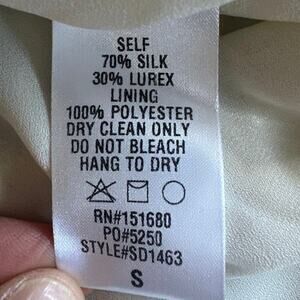 SELF
70% SILK
30% LUREX
LINING
100% POLYESTER
DRY CLEAN ONLY
DO NOT BLEACH
HANG TO DRY
RN#151680
PO#5250
STYLE#SD1463
S